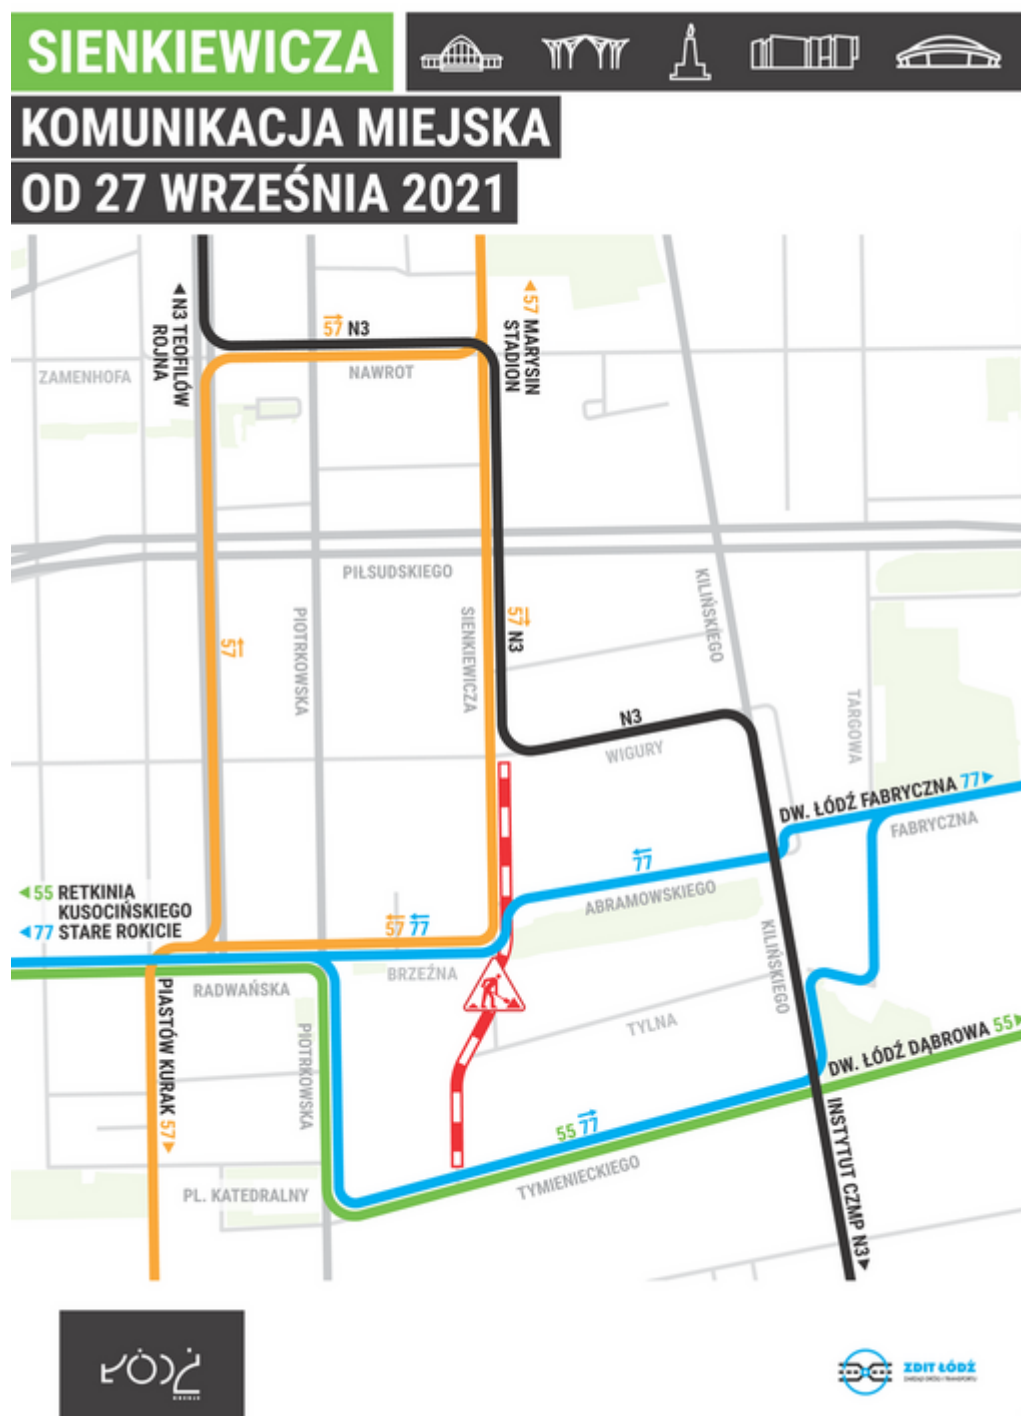 SIENKIEWICZA
KOMUNIKACJA MIEJSKA
OD 27 WRZEŚNIA 2021
N3 TEOFILÓW
ROJNA
57 N3
57 MARYSIN
STADION
ZAMENHOFA
NAWROT
PIŁSUDSKIEGO
KILIŃSKIEGO
57
PIOTRKOWSKA
SIENKIEWICZA
57 N3
N3
WIGURY
TARGOWA
DW. ŁÓDŹ FABRYCZNA 77
FABRYCZNA
77
ABRAMOWSKIEGO
55 RETKINIA
KUSOCIŃSKIEGO
77 STARE ROKICIE
57 77
BRZEŹNA
RADWAŃSKA
KILIŃSKIEGO
PIASTÓW KURAK 57
PIOTRKOWSKA
TYLNA
DW. ŁÓDŹ DĄBROWA 55
55 77
TYMIENIECKIEGO
PL. KATEDRALNY
INSTYTUT CZMP N3
ŁÓDŹ
ZDIT ŁÓDŹ